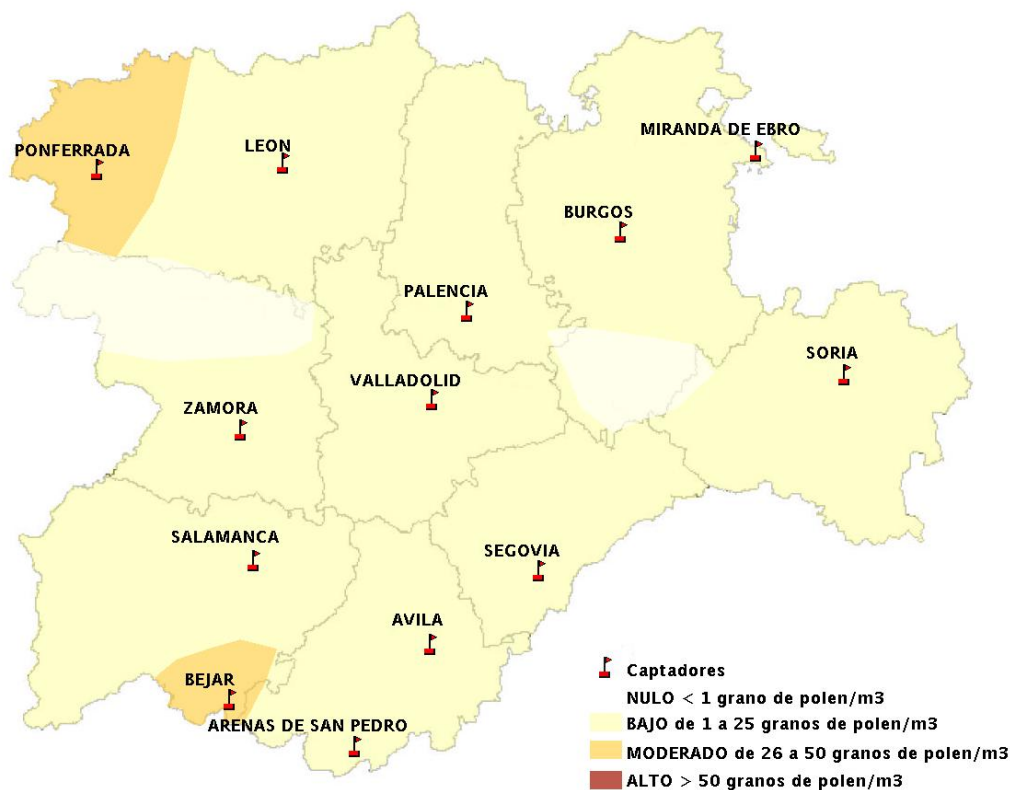 MIRANDA DE EBRO
PONFERRADA
LEON
BURGOS
PALENCIA
SORIA
VALLADOLID
ZAMORA
SALAMANCA
SEGOVIA
AVILA
BEJAR
ARENAS DE SAN PEDRO
Captadores
NULO < 1 grano de polen/m3
BAJO de 1 a 25 granos de polen/m3
MODERADO de 26 a 50 granos de polen/m3
ALTO > 50 granos de polen/m3